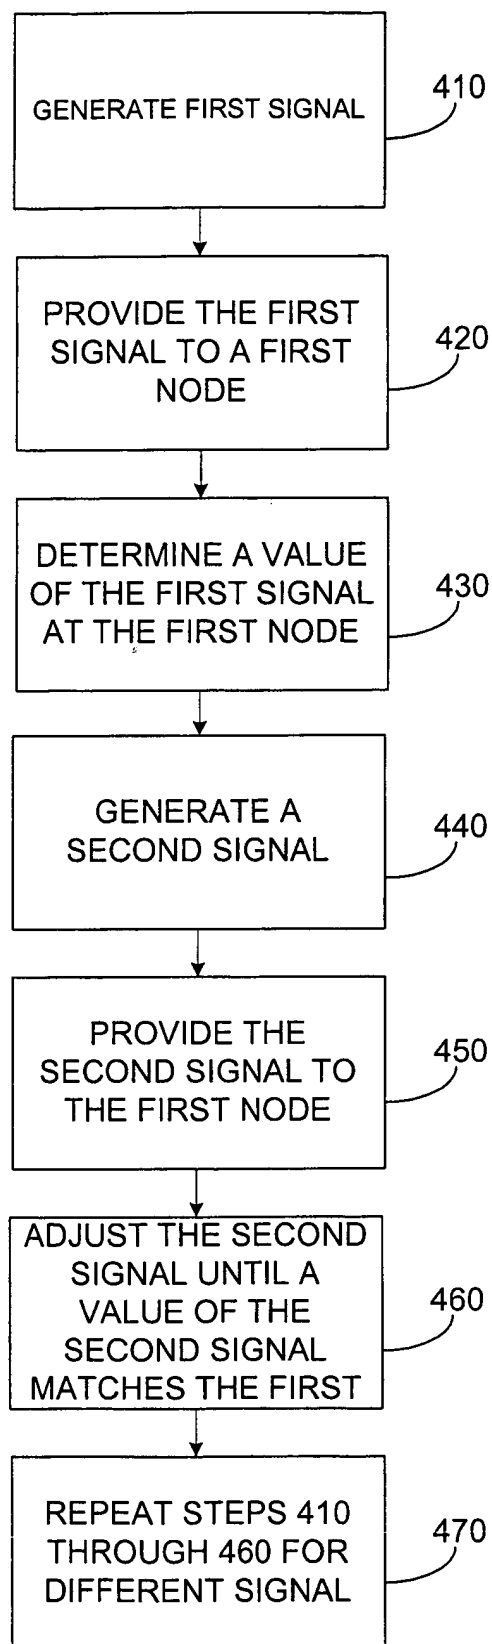 GENERATE FIRST SIGNAL
410
PROVIDE THE FIRST
SIGNAL TO A FIRST
NODE
420
DETERMINE A VALUE
OF THE FIRST SIGNAL
AT THE FIRST NODE
430
GENERATE A
SECOND SIGNAL
440
PROVIDE THE
SECOND SIGNAL TO
THE FIRST NODE
450
ADJUST THE SECOND
SIGNAL UNTIL A
VALUE OF THE
SECOND SIGNAL
MATCHES THE FIRST
460
REPEAT STEPS 410
THROUGH 460 FOR
DIFFERENT SIGNAL
470